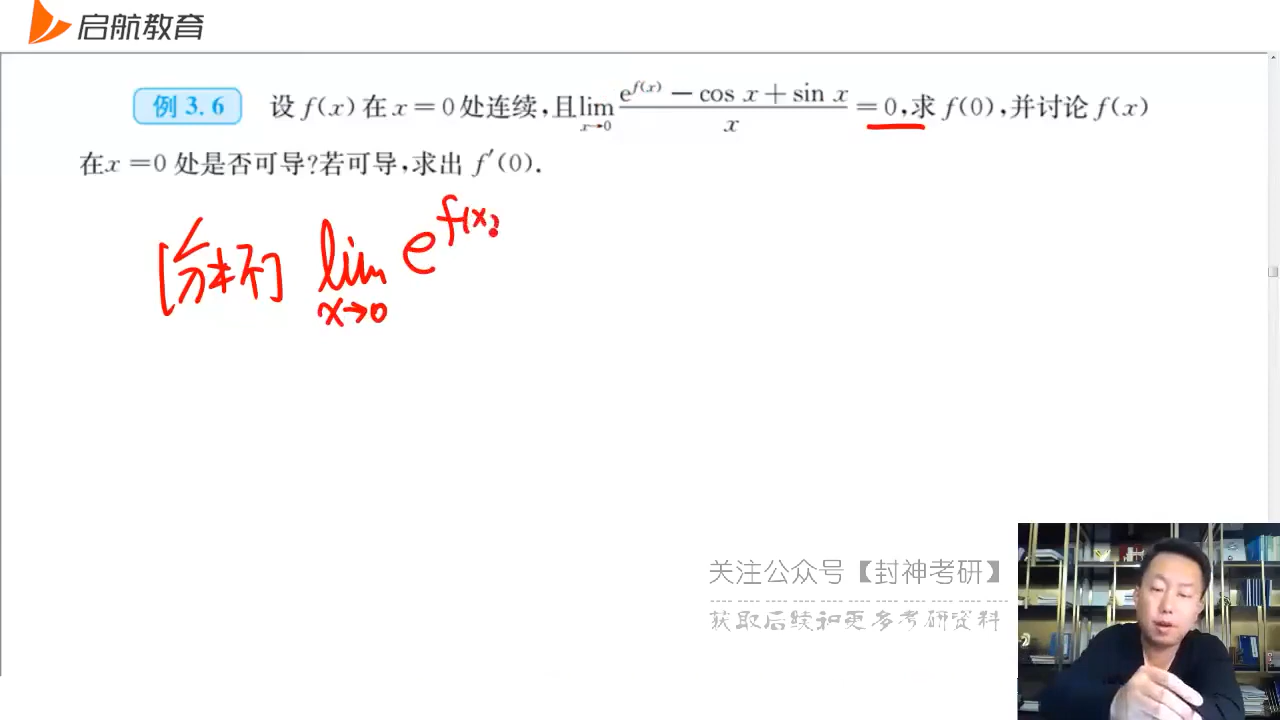 启航教育
例 3.6 设 f(x) 在 x=0 处连续,且 lim_{x→0} (e^{f(x)} − cos x + sin x)/x = 0,求 f(0),并讨论 f(x)
在 x=0 处是否可导?若可导,求出 f′(0).
[分析] lim_{x→0} e^{f(x)}
关注公众号【封神考研】
获取后续和更多考研资料